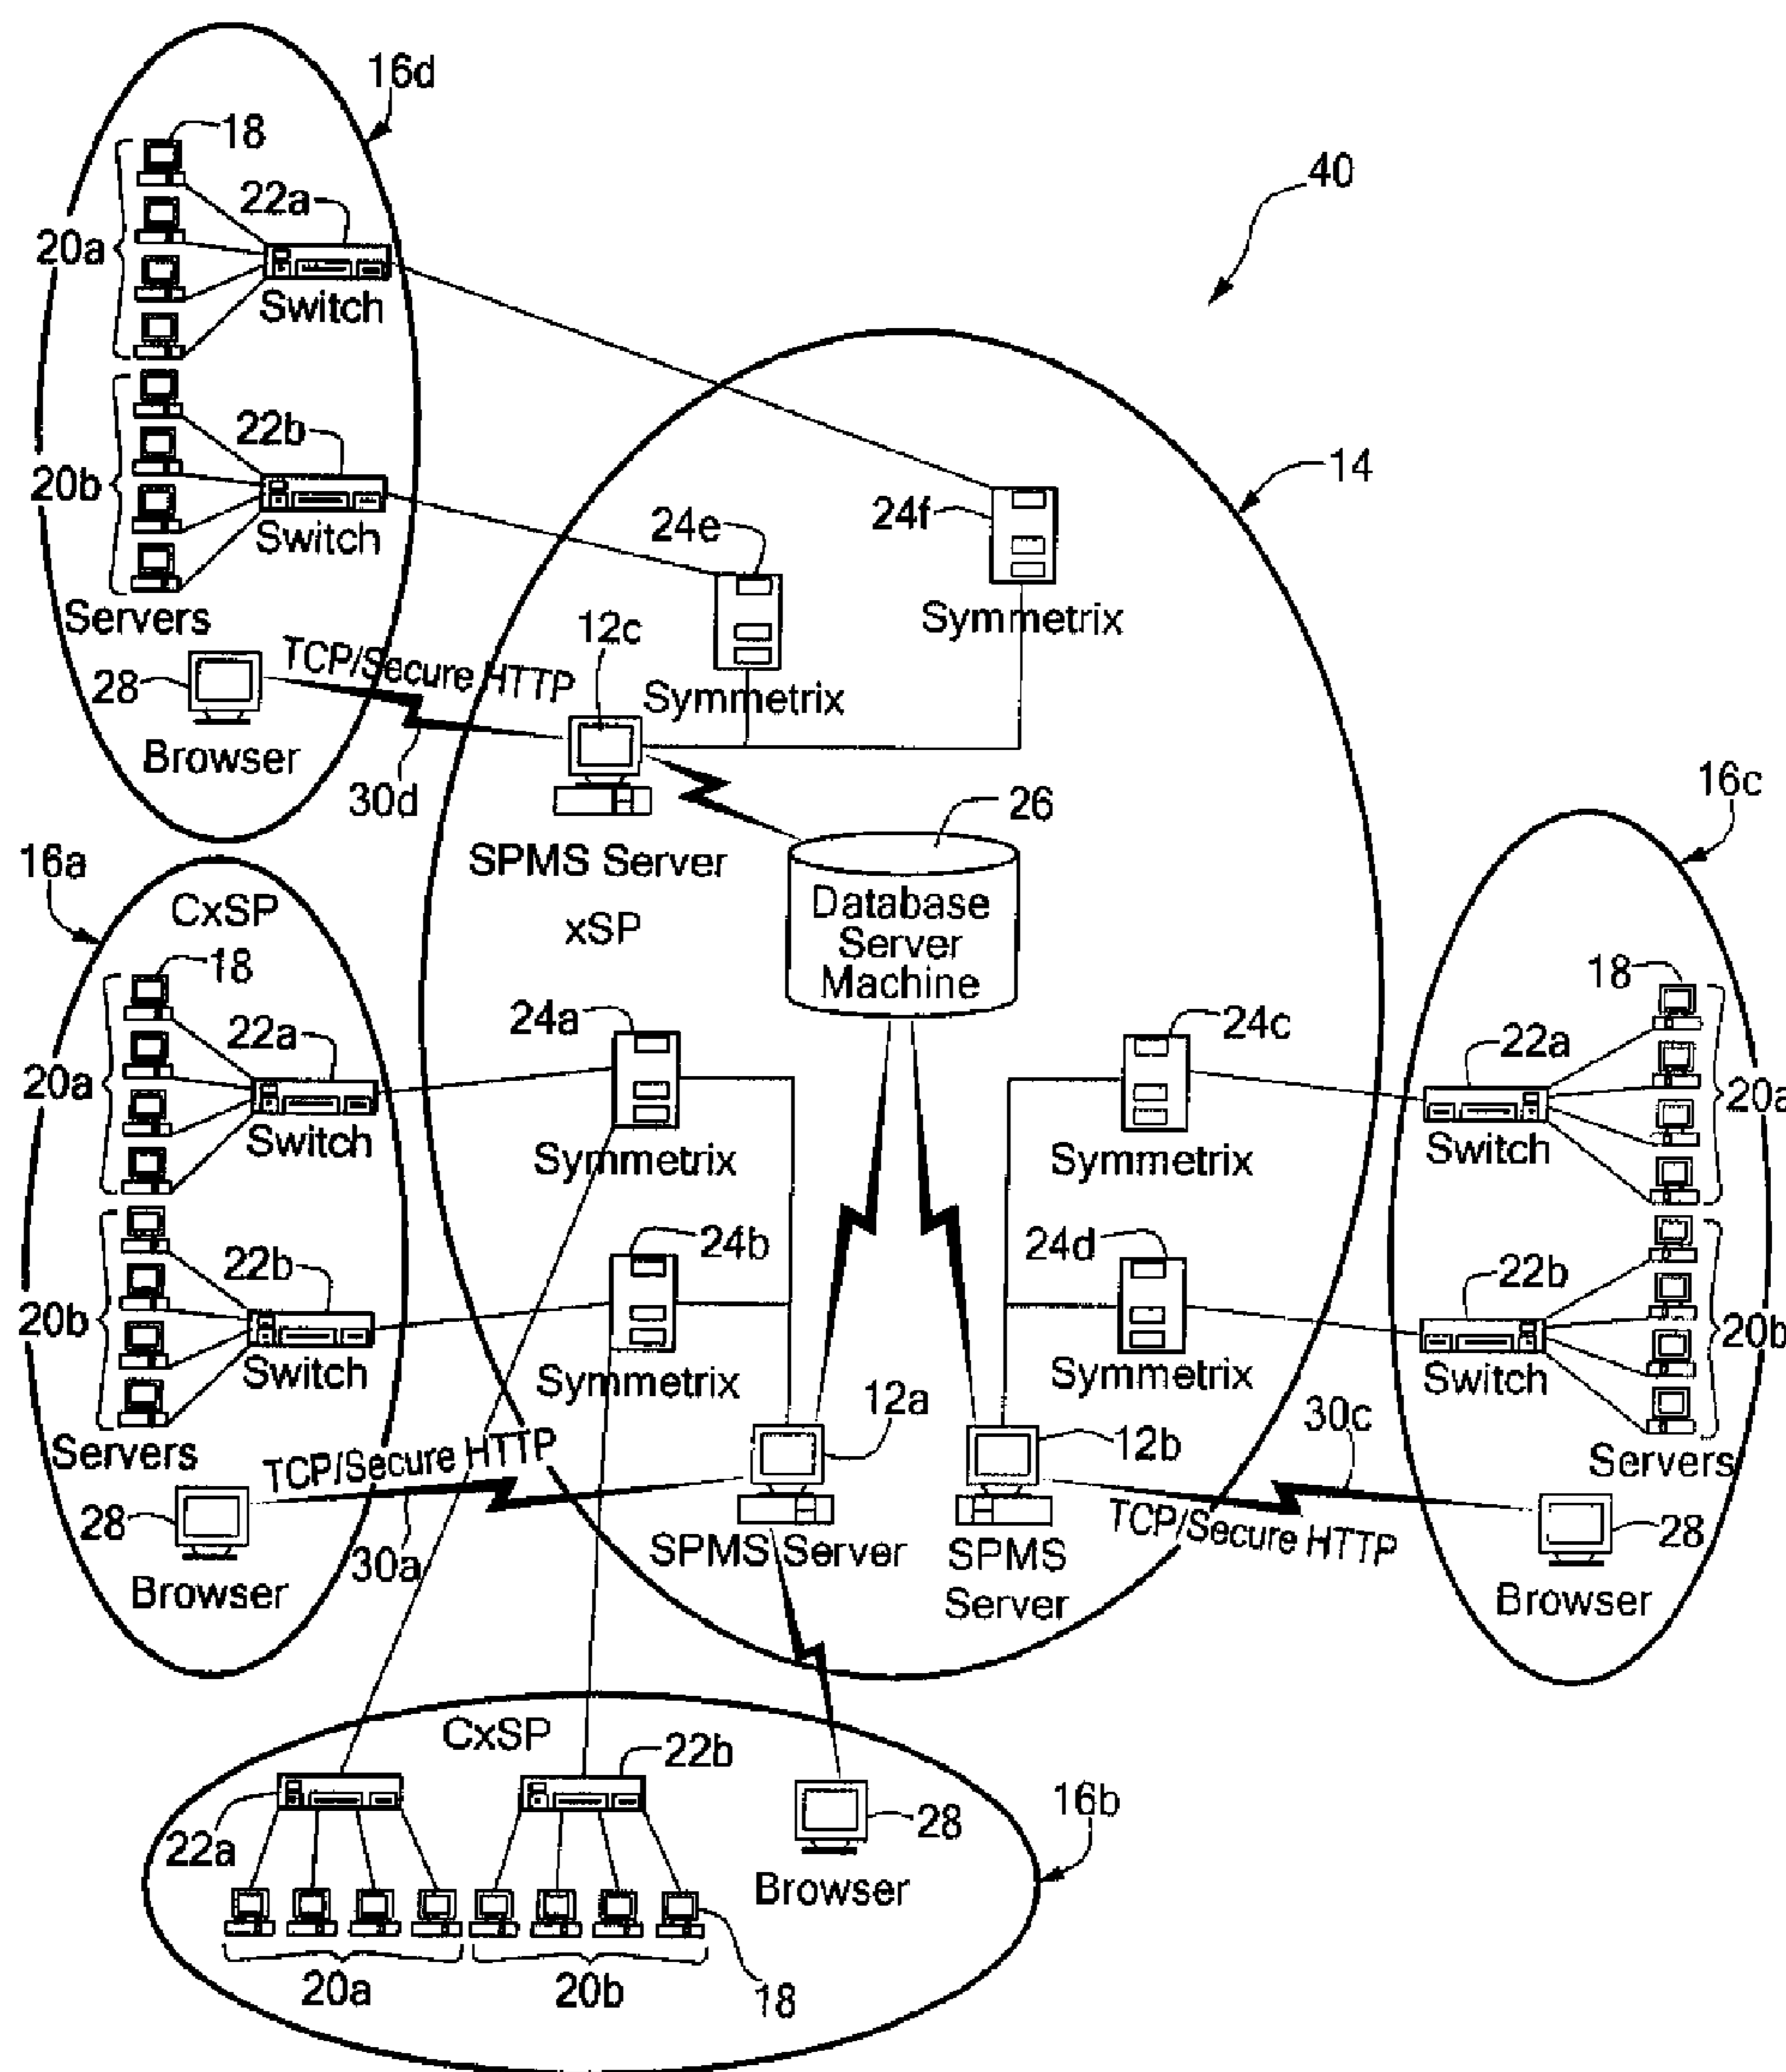 16d
18
40
22a
20a
Switch
14
22b
24f
20b
24e
Switch
Symmetrix
Servers
12c
TCP/Secure HTTP
28
Symmetrix
Browser
30d
26
16c
SPMS Server
16a
CxSP
Database
Server
Machine
xSP
18
18
24a
24c
22a
22a
20a
20a
Switch
Symmetrix
Symmetrix
Switch
24b
24d
22b
22b
20b
20b
Switch
Symmetrix
Symmetrix
Switch
12a
30c
12b
Servers
TCP/Secure HTTP
Servers
TCP/Secure HTTP
28
28
30a
SPMS Server
SPMS
Server
Browser
Browser
CxSP
22b
16b
22a
28
Browser
20a
20b
18